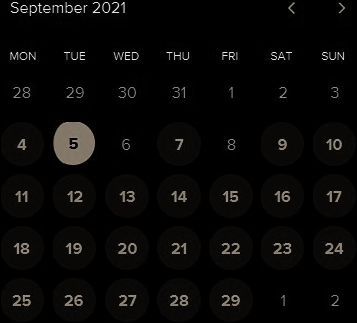 September 2021
MON TUE WED THU FRI SAT SUN
28 29 30 31 1 2 3
4 5 6 7 8 9 10
11 12 13 14 15 16 17
18 19 20 21 22 23 24
25 26 27 28 29 1 2